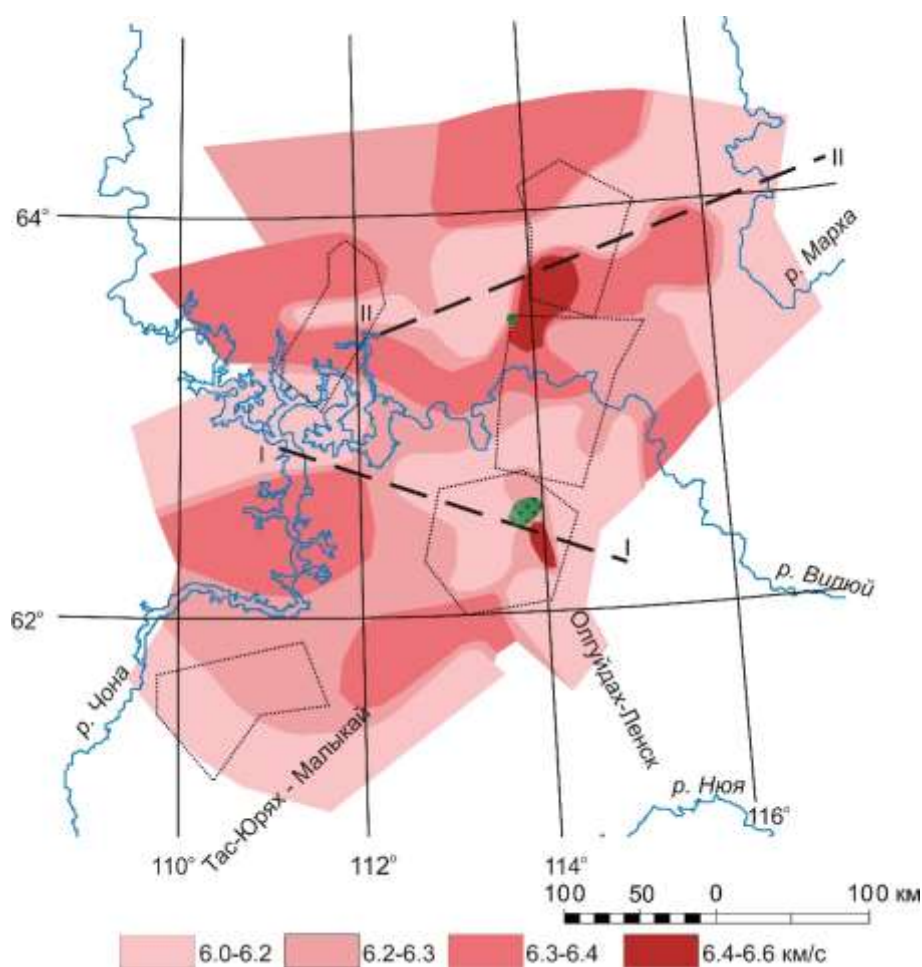 II
64°
р. Марха
II
I
I
р. Видюй
62°
р. Чона
Олгуйдах-Ленск
Тас-Юрях - Малыкай
р. Нюя
116°
110°
112°
114°
100 50 0 100 км
6.0-6.2 6.2-6.3 6.3-6.4 6.4-6.6 км/с